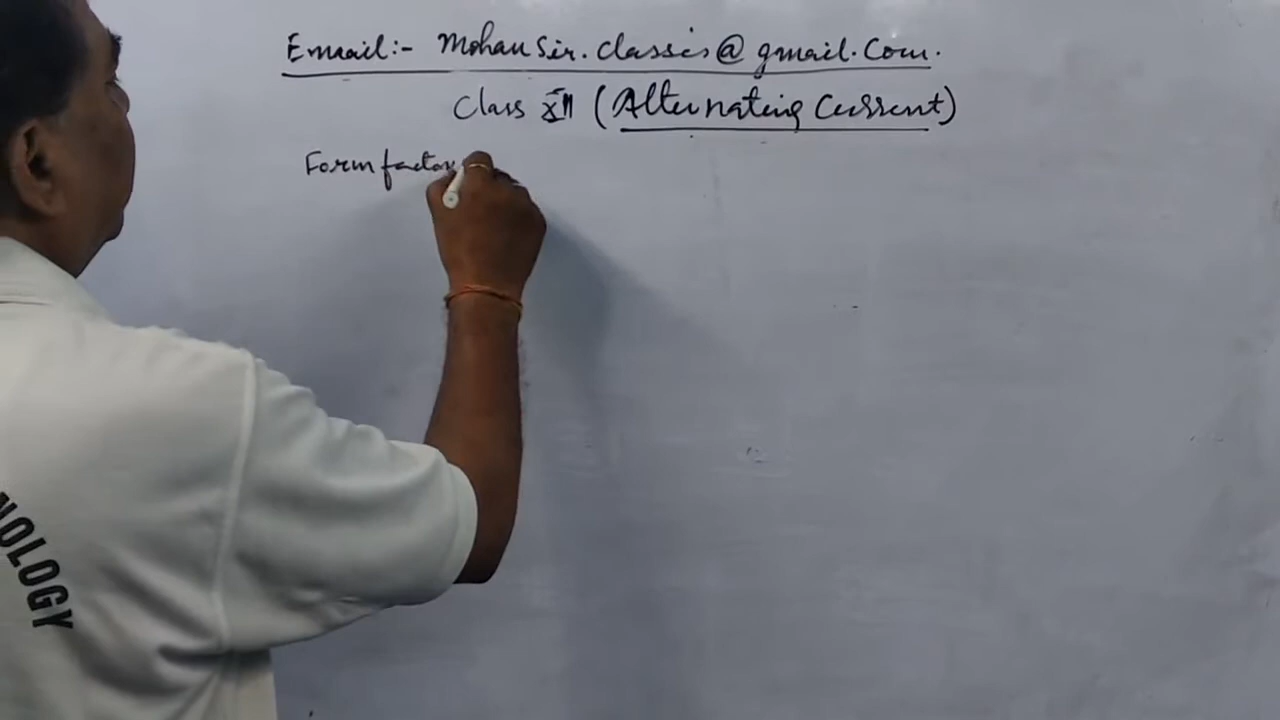 Email:- Mohansir.classes@gmail.com.
Class XII (Alternating Current)
Form factor
NOLOGY